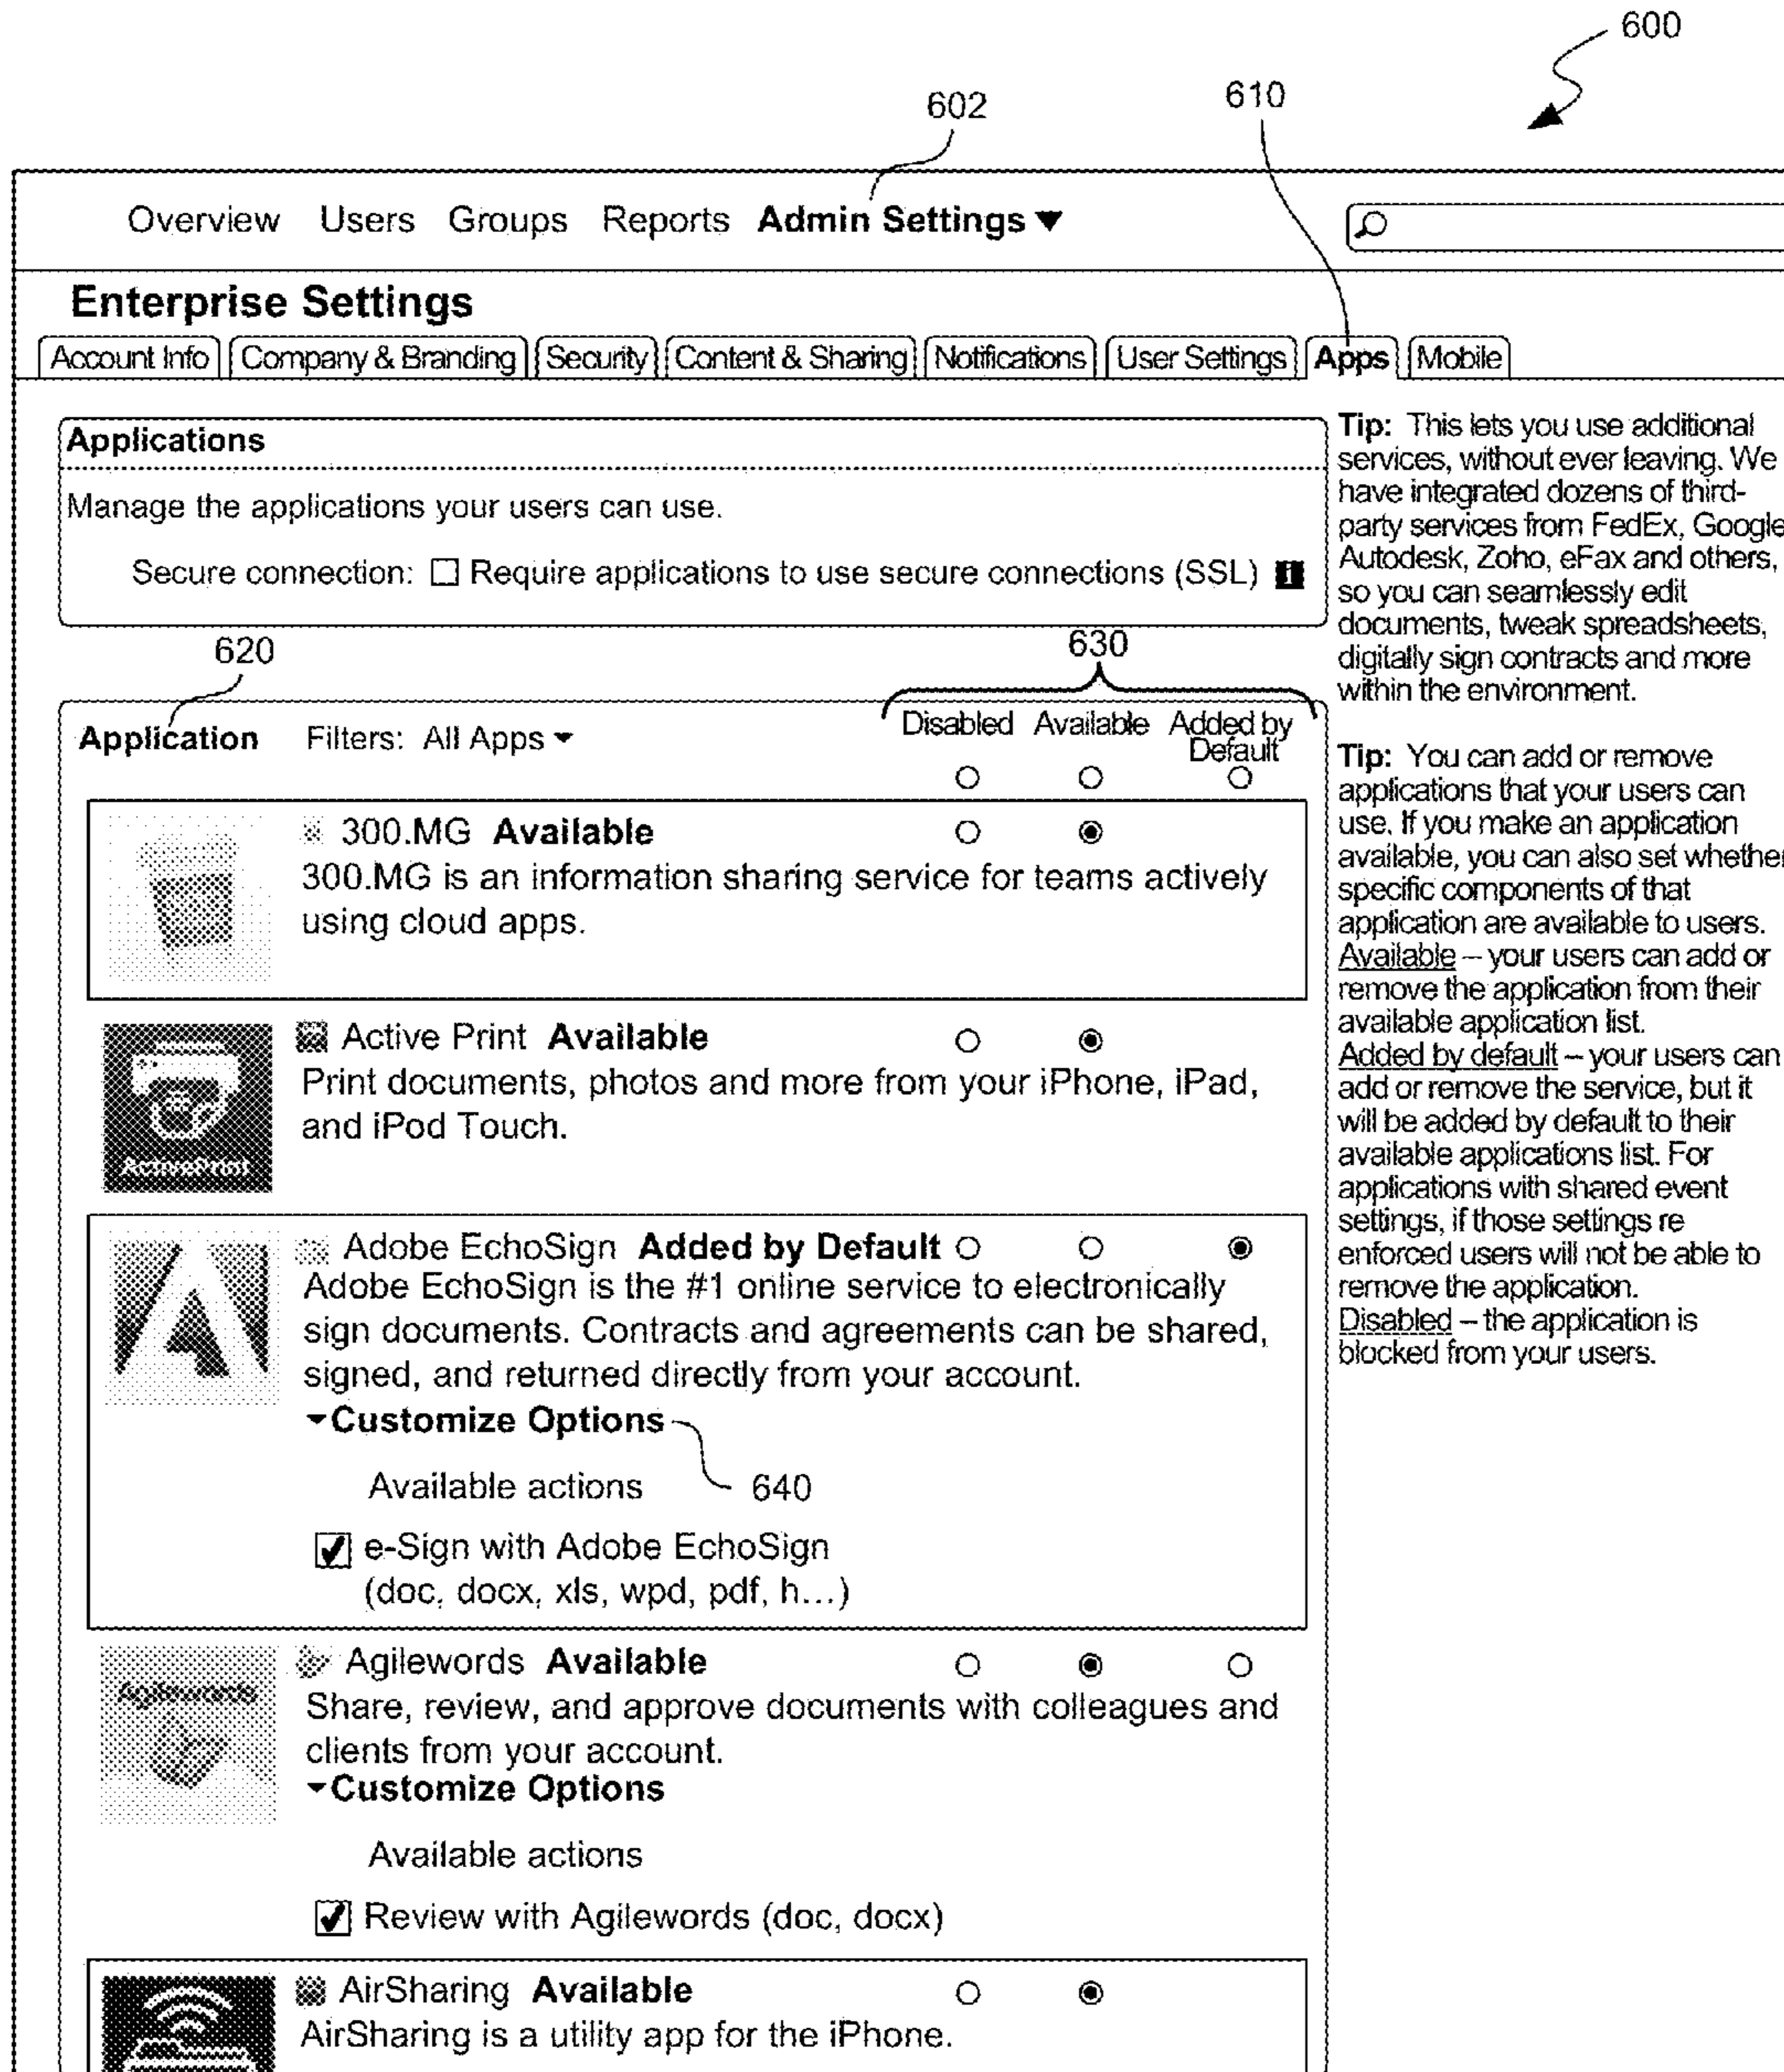 600
602
610
Overview Users Groups Reports Admin Settings
Enterprise Settings
Account Info Company & Branding Security Content & Sharing Notifications User Settings Apps Mobile
Applications
Manage the applications your users can use.
Secure connection: Require applications to use secure connections (SSL) i
620
630
Application Filters: All Apps Disabled Available Added by
Default
300.MG Available
300.MG is an information sharing service for teams actively
using cloud apps.
Active Print Available
Print documents, photos and more from your iPhone, iPad,
and iPod Touch.
ActivePrint
Adobe EchoSign Added by Default
Adobe EchoSign is the #1 online service to electronically
sign documents. Contracts and agreements can be shared,
signed, and returned directly from your account.
Customize Options
Available actions 640
e-Sign with Adobe EchoSign
(doc, docx, xls, wpd, pdf, h...)
Agilewords Available
Agilewords
Share, review, and approve documents with colleagues and
clients from your account.
Customize Options
Available actions
Review with Agilewords (doc, docx)
AirSharing Available
AirSharing is a utility app for the iPhone.
Tip: This lets you use additional
services, without ever leaving. We
have integrated dozens of third-
party services from FedEx, Google
Autodesk, Zoho, eFax and others,
so you can seamlessly edit
documents, tweak spreadsheets,
digitally sign contracts and more
within the environment.
Tip: You can add or remove
applications that your users can
use. If you make an application
available, you can also set whether
specific components of that
application are available to users.
Available – your users can add or
remove the application from their
available application list.
Added by default – your users can
add or remove the service, but it
will be added by default to their
available applications list. For
applications with shared event
settings, if those settings re
enforced users will not be able to
remove the application.
Disabled – the application is
blocked from your users.